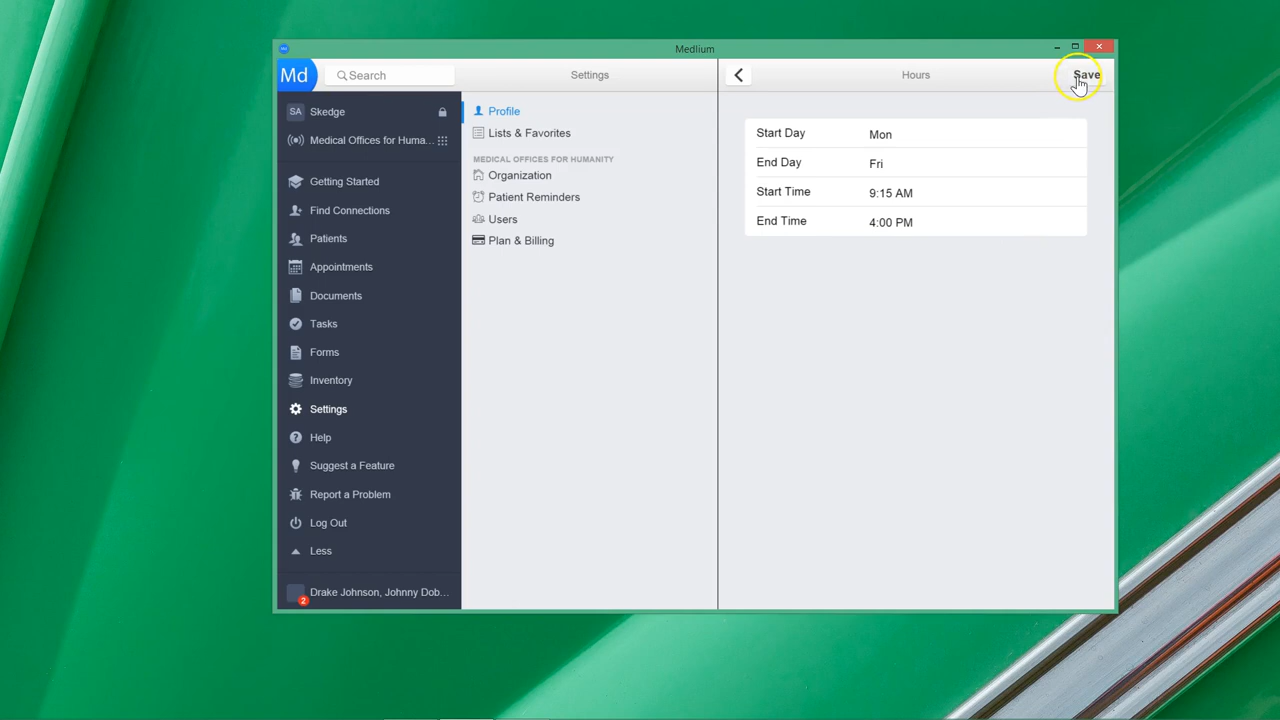 Medlium
Md
Search
Settings
Hours
Save
SA
Skedge
Medical Offices for Huma...
Getting Started
Find Connections
Patients
Appointments
Documents
Tasks
Forms
Inventory
Settings
Help
Suggest a Feature
Report a Problem
Log Out
Less
2
Drake Johnson, Johnny Dob...
Profile
Lists & Favorites
MEDICAL OFFICES FOR HUMANITY
Organization
Patient Reminders
Users
Plan & Billing
Start Day Mon
End Day Fri
Start Time 9:15 AM
End Time 4:00 PM